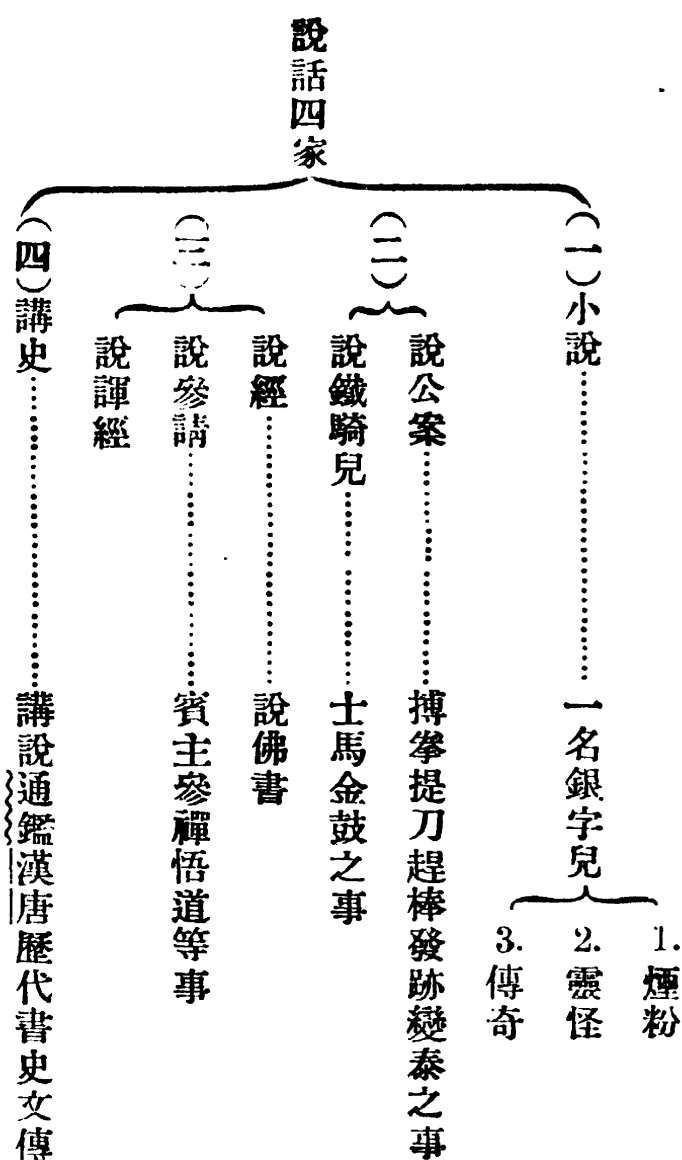 說話四家
（一）小說……一名銀字兒
1. 煙粉
2. 靈怪
3. 傳奇
（二）
說公案……搏拳提刀趕棒發跡變泰之事
說鐵騎兒……士馬金鼓之事
（三）
說經……說佛書
說參請……賓主參禪悟道等事
說諢經
（四）講史……講說通鑑漢唐歷代書史文傳